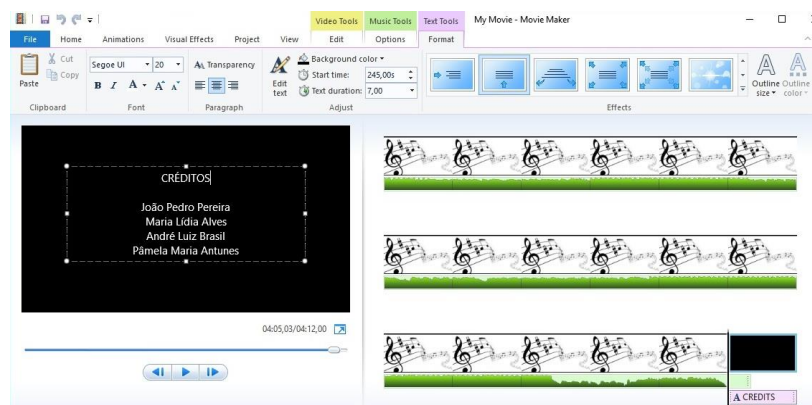 Video Tools Music Tools Text Tools My Movie - Movie Maker
File Home Animations Visual Effects Project View Edit Options Format
Paste
Cut
Copy
Clipboard
Segoe UI 20
B I A A A
Font
A Transparency
Paragraph
Edit text
Background color
Start time: 245,00s
Text duration: 7,00
Adjust
Effects
Outline size
Outline color
CRÉDITOS
João Pedro Pereira
Maria Lídia Alves
André Luiz Brasil
Pâmela Maria Antunes
04:05,03/04:12,00
A CREDITS